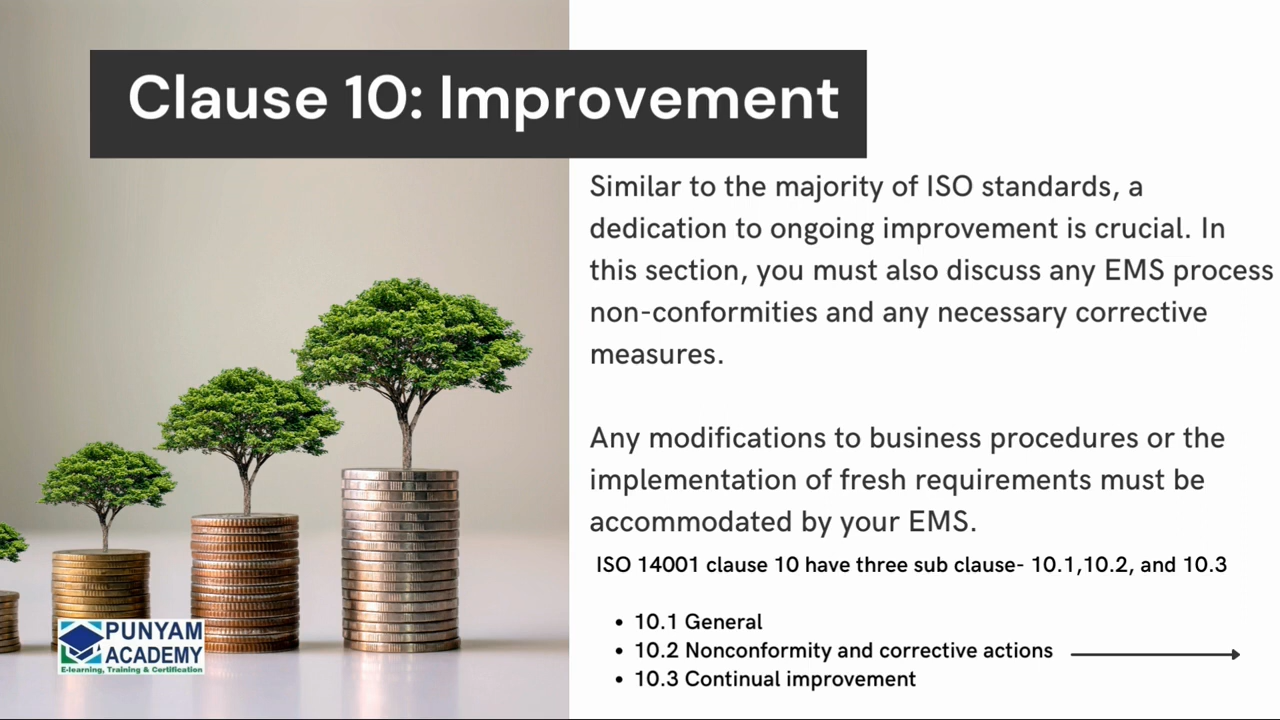 Clause 10: Improvement
Similar to the majority of ISO standards, a
dedication to ongoing improvement is crucial. In
this section, you must also discuss any EMS process
non-conformities and any necessary corrective
measures.
Any modifications to business procedures or the
implementation of fresh requirements must be
accommodated by your EMS.
ISO 14001 clause 10 have three sub clause- 10.1,10.2, and 10.3
• 10.1 General
• 10.2 Nonconformity and corrective actions
• 10.3 Continual improvement
PUNYAM
ACADEMY
E-learning, Training & Certification